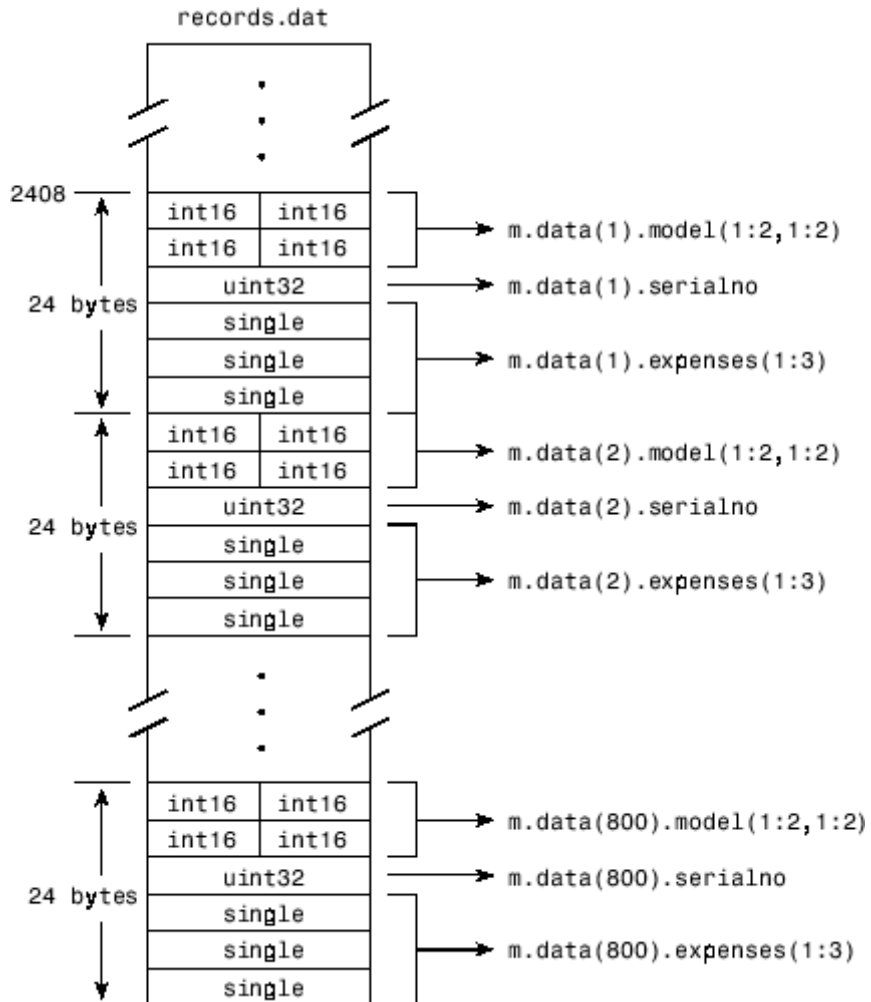 records.dat
2408
int16 int16
int16 int16
m.data(1).model(1:2,1:2)
uint32
m.data(1).serialno
24 bytes
single
single
m.data(1).expenses(1:3)
single
int16 int16
int16 int16
m.data(2).model(1:2,1:2)
uint32
m.data(2).serialno
24 bytes
single
single
m.data(2).expenses(1:3)
single
int16 int16
int16 int16
m.data(800).model(1:2,1:2)
uint32
m.data(800).serialno
24 bytes
single
single
m.data(800).expenses(1:3)
single